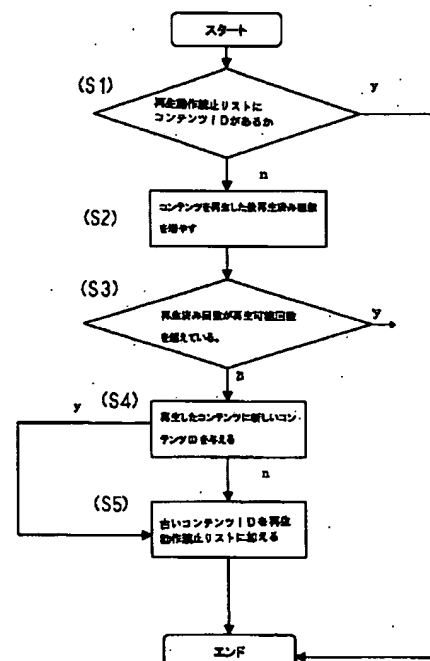 スタート
(S1)
再生動作禁止リストに
コンテンツIDがあるか
y
n
(S2)
コンテンツを再生した後再生済み回数
を増やす
(S3)
再生済み回数が再生可能回数
を超えている。
y
n
(S4)
y
再生したコンテンツに新しいコン
テンツIDを与える
n
(S5)
古いコンテンツIDを再生
動作禁止リストに加える
エンド